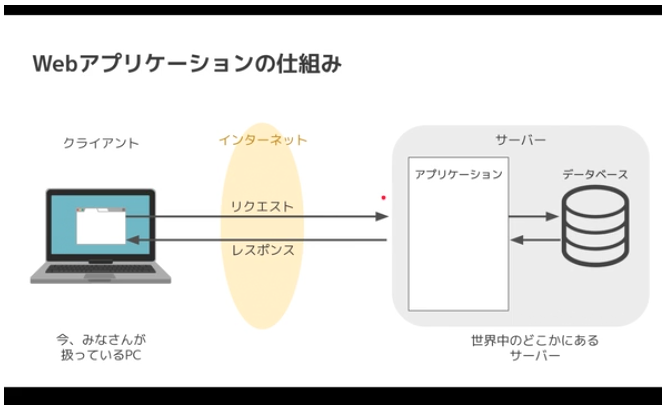 Webアプリケーションの仕組み
クライアント
インターネット
サーバー
アプリケーション
データベース
リクエスト
レスポンス
今、みなさんが
扱っているPC
世界中のどこかにある
サーバー